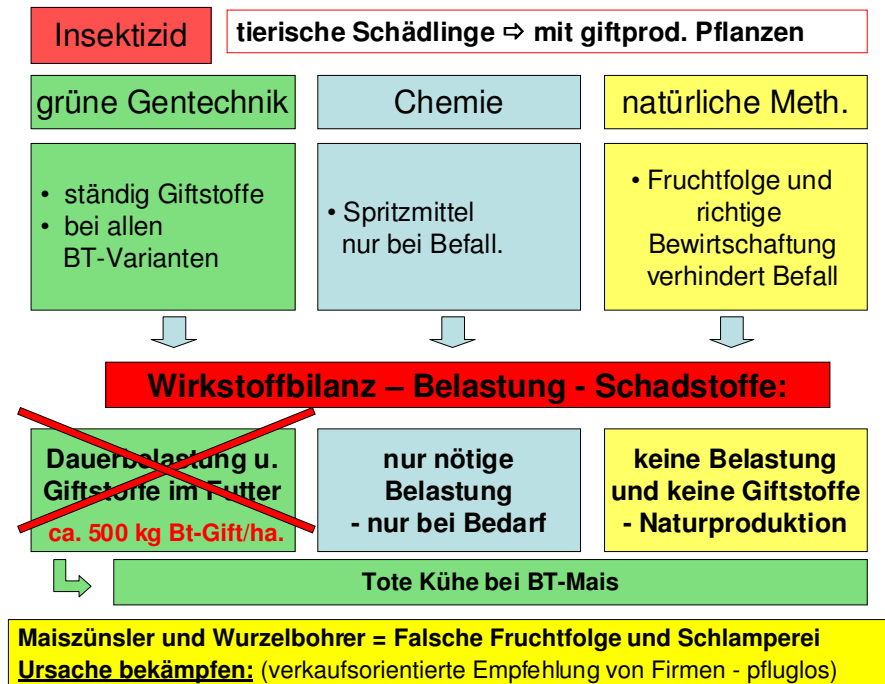 Insektizid
tierische Schädlinge ⇨ mit giftprod. Pflanzen
grüne Gentechnik
Chemie
natürliche Meth.
• ständig Giftstoffe
• bei allen
BT-Varianten
• Spritzmittel
nur bei Befall.
• Fruchtfolge und
richtige
Bewirtschaftung
verhindert Befall
Wirkstoffbilanz – Belastung - Schadstoffe:
Dauerbelastung u.
Giftstoffe im Futter
ca. 500 kg Bt-Gift/ha.
nur nötige
Belastung
- nur bei Bedarf
keine Belastung
und keine Giftstoffe
- Naturproduktion
Tote Kühe bei BT-Mais
Maiszünsler und Wurzelbohrer = Falsche Fruchtfolge und Schlamperei
Ursache bekämpfen: (verkaufsorientierte Empfehlung von Firmen - pfluglos)